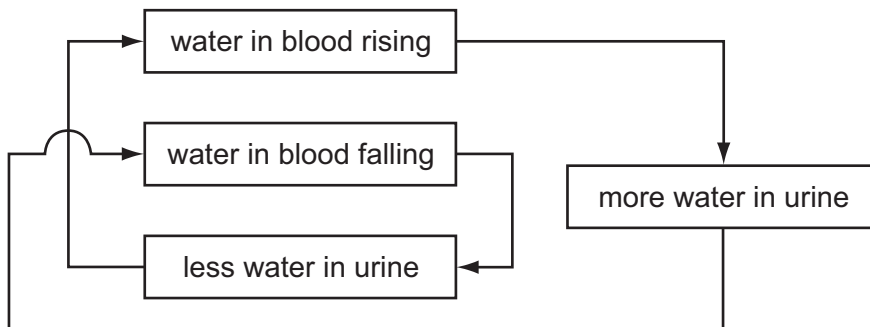 water in blood rising
water in blood falling
more water in urine
less water in urine